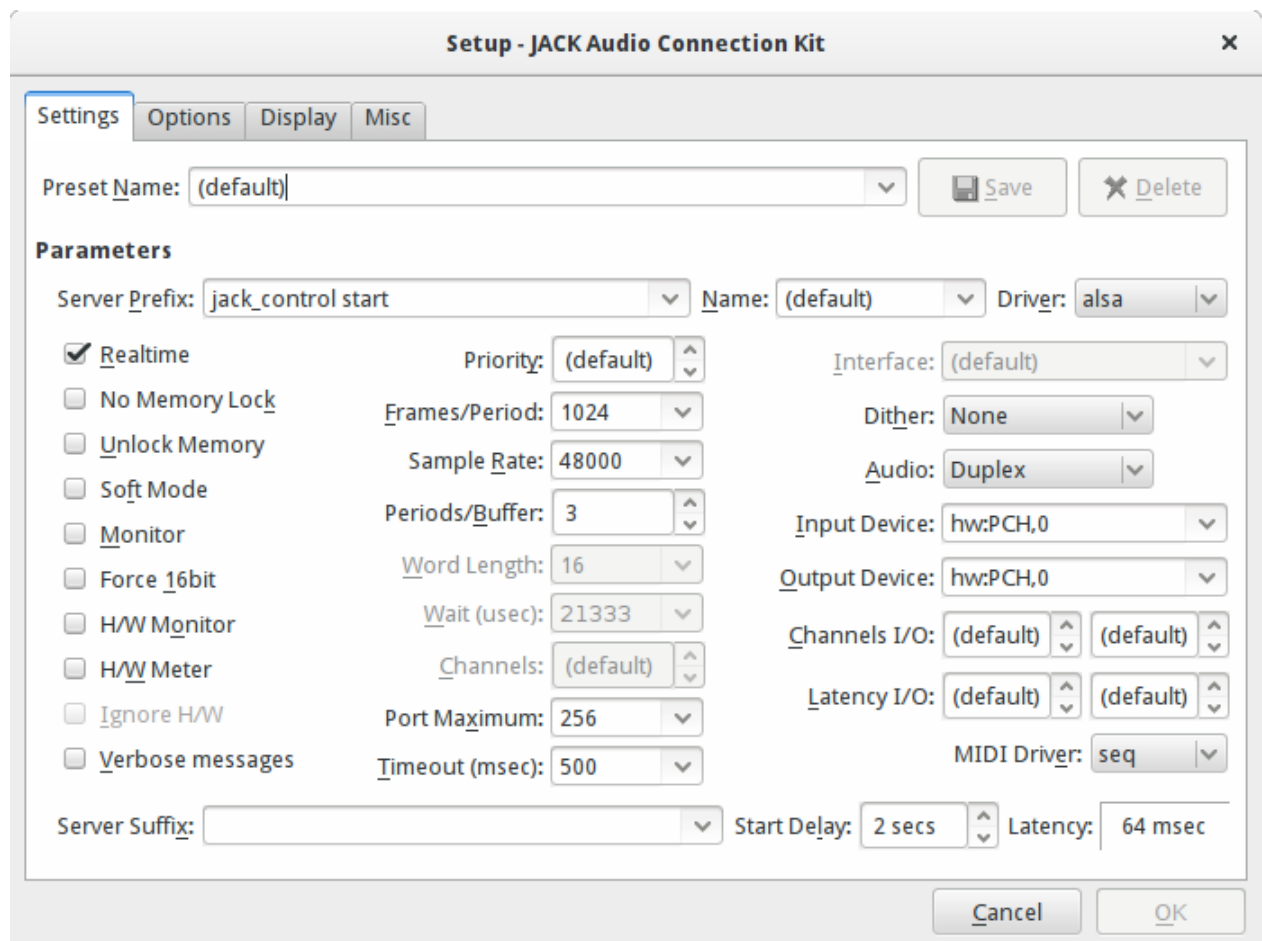 Setup - JACK Audio Connection Kit
Settings Options Display Misc
Preset Name: (default) Save Delete
Parameters
Server Prefix: jack_control start Name: (default) Driver: alsa
Realtime Priority: (default) Interface: (default)
No Memory Lock Frames/Period: 1024 Dither: None
Unlock Memory Sample Rate: 48000 Audio: Duplex
Soft Mode Periods/Buffer: 3 Input Device: hw:PCH,0
Monitor Word Length: 16 Output Device: hw:PCH,0
Force 16bit Wait (usec): 21333 Channels I/O: (default) (default)
H/W Monitor Channels: (default) Latency I/O: (default) (default)
H/W Meter Port Maximum: 256 MIDI Driver: seq
Ignore H/W Timeout (msec): 500
Verbose messages
Server Suffix: Start Delay: 2 secs Latency: 64 msec
Cancel OK